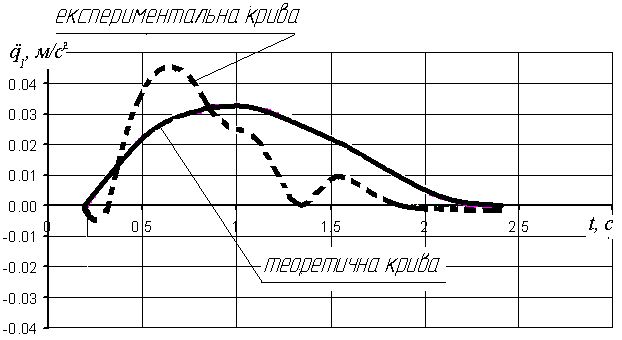 експериментальна крива
q̈₁, м/с²
0.04
0.03
0.02
0.01
0.00
-0.01
-0.02
-0.03
-0.04
0 0.5 1 1.5 2 2.5
t, с
теоретична крива